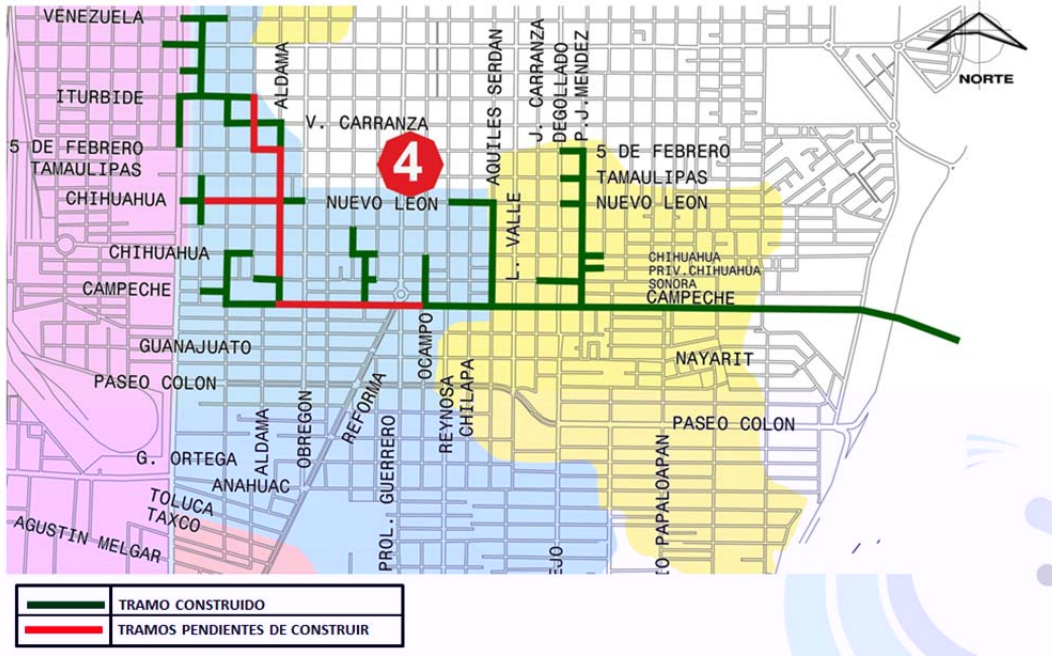 VENEZUELA
NORTE
ALDAMA
AQUILES SERDAN
J. CARRANZA
DEGOLLADO
P.J.MENDEZ
ITURBIDE
V. CARRANZA
4
5 DE FEBRERO
5 DE FEBRERO
TAMAULIPAS
TAMAULIPAS
CHIHUAHUA
NUEVO LEON
NUEVO LEON
L. VALLE
CHIHUAHUA
CHIHUAHUA
PRIV.CHIHUAHUA
SONORA
CAMPECHE
CAMPECHE
GUANAJUATO
OCAMPO
NAYARIT
PASEO COLON
REFORMA
REYNOSA
CHILAPA
PASEO COLON
ALDAMA
OBREGON
G. ORTEGA
ANAHUAC
PROL. GUERRERO
IO PAPALOAPAN
TOLUCA
TAXCO
AGUSTIN MELGAR
EJO
TRAMO CONSTRUIDO
TRAMOS PENDIENTES DE CONSTRUIR